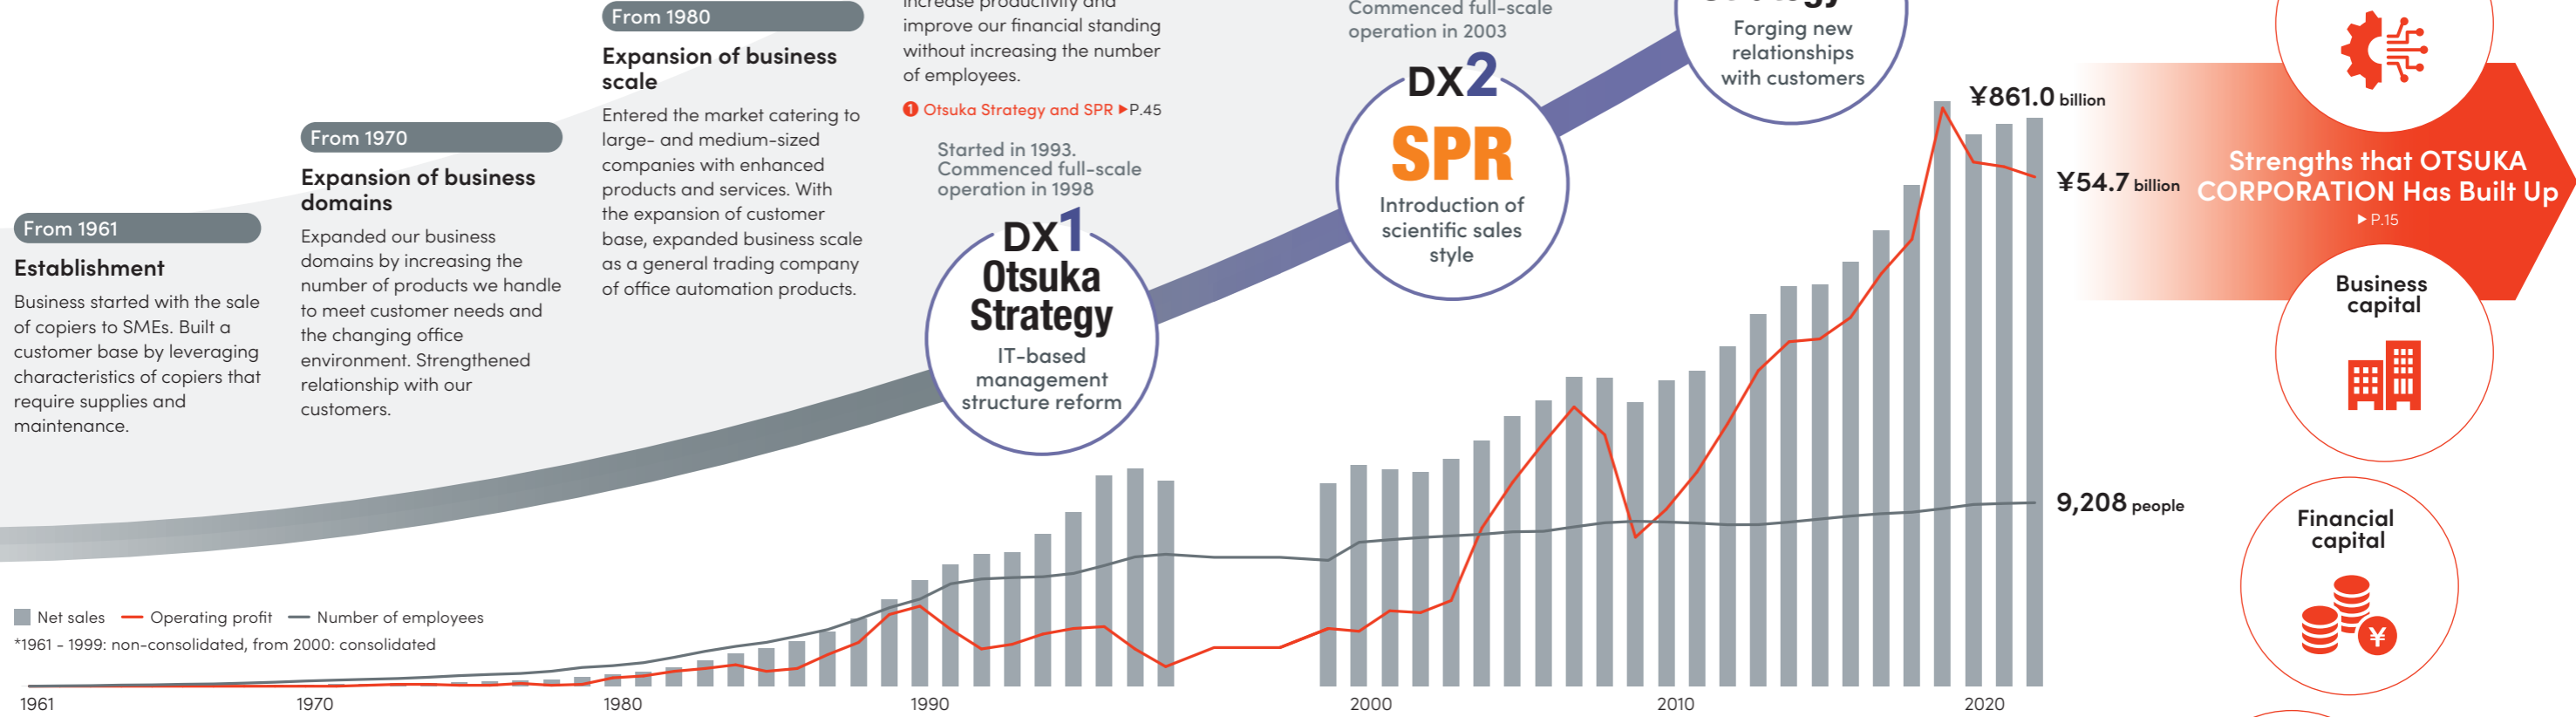 From 1961
Establishment
Business started with the sale
of copiers to SMEs. Built a
customer base by leveraging
characteristics of copiers that
require supplies and
maintenance.
From 1970
Expansion of business
domains
Expanded our business
domains by increasing the
number of products we handle
to meet customer needs and
the changing office
environment. Strengthened
relationship with our
customers.
From 1980
Expansion of business
scale
Entered the market catering to
large- and medium-sized
companies with enhanced
products and services. With
the expansion of customer
base, expanded business scale
as a general trading company
of office automation products.
increase productivity and
improve our financial standing
without increasing the number
of employees.
1 Otsuka Strategy and SPR ▶P.45
Started in 1993.
Commenced full-scale
operation in 1998
DX1
Otsuka
Strategy
IT-based
management
structure reform
Commenced full-scale
operation in 2003
DX2
SPR
Introduction of
scientific sales
style
Strategy
Forging new
relationships
with customers
¥861.0 billion
¥54.7 billion
9,208 people
Strengths that OTSUKA
CORPORATION Has Built Up
▶P.15
Business
capital
Financial
capital
¥
Net sales Operating profit Number of employees
*1961 - 1999: non-consolidated, from 2000: consolidated
1961 1970 1980 1990 2000 2010 2020